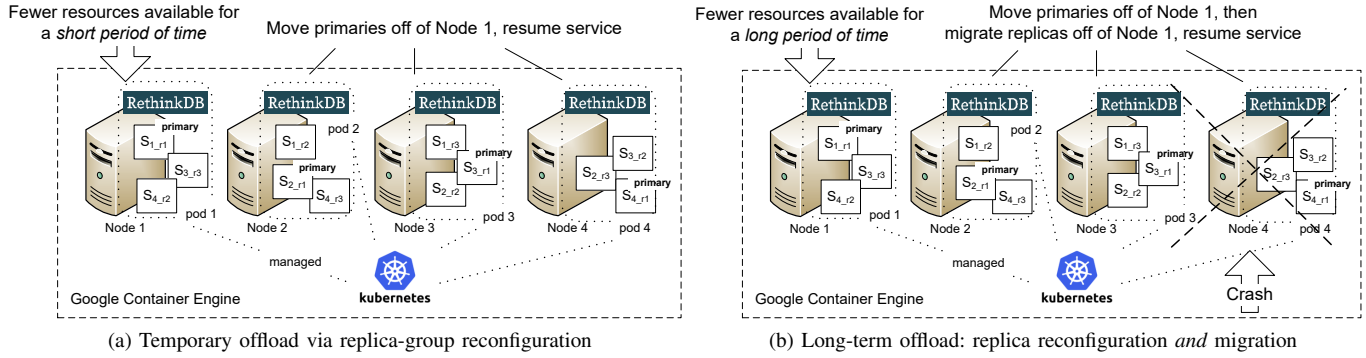 Fewer resources available for
a short period of time
Move primaries off of Node 1, resume service
RethinkDB
RethinkDB
RethinkDB
RethinkDB
primary
S1_r1
S3_r3
S4_r2
pod 1
Node 1
pod 2
S1_r2
primary
S2_r1
S4_r3
Node 2
S1_r3
primary
S3_r1
S2_r2
pod 3
Node 3
S3_r2
S2_r3
primary
S4_r1
Node 4
pod 4
managed
kubernetes
Google Container Engine
(a) Temporary offload via replica-group reconfiguration
Fewer resources available for
a long period of time
Move primaries off of Node 1, then
migrate replicas off of Node 1, resume service
RethinkDB
RethinkDB
RethinkDB
RethinkDB
primary
S1_r1
S3_r3
S4_r2
pod 1
Node 1
pod 2
S1_r2
primary
S2_r1
S4_r3
Node 2
S1_r3
primary
S3_r1
S2_r2
pod 3
Node 3
S3_r2
S2_r3
primary
S4_r1
Node 4
pod 4
managed
kubernetes
Crash
Google Container Engine
(b) Long-term offload: replica reconfiguration and migration